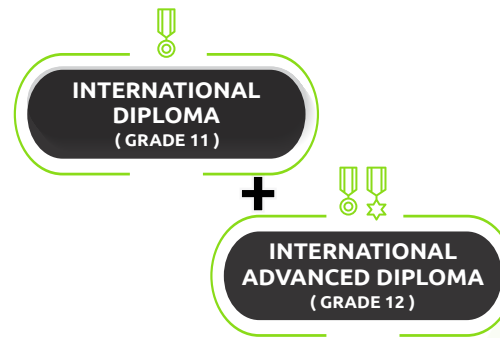 INTERNATIONAL
DIPLOMA
( GRADE 11 )
+
INTERNATIONAL
ADVANCED DIPLOMA
( GRADE 12 )